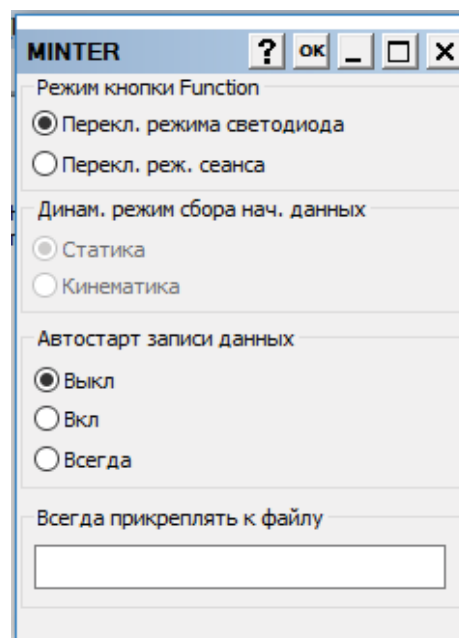 MINTER ? OK
Режим кнопки Function
Перекл. режима светодиода
Перекл. реж. сеанса
Динам. режим сбора нач. данных
Статика
Кинематика
Автостарт записи данных
Выкл
Вкл
Всегда
Всегда прикреплять к файлу